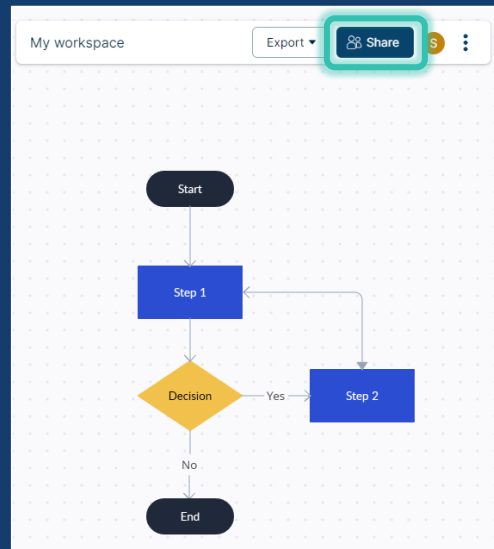 My workspace
Export
Share
S
Start
Step 1
Decision
Yes
Step 2
No
End